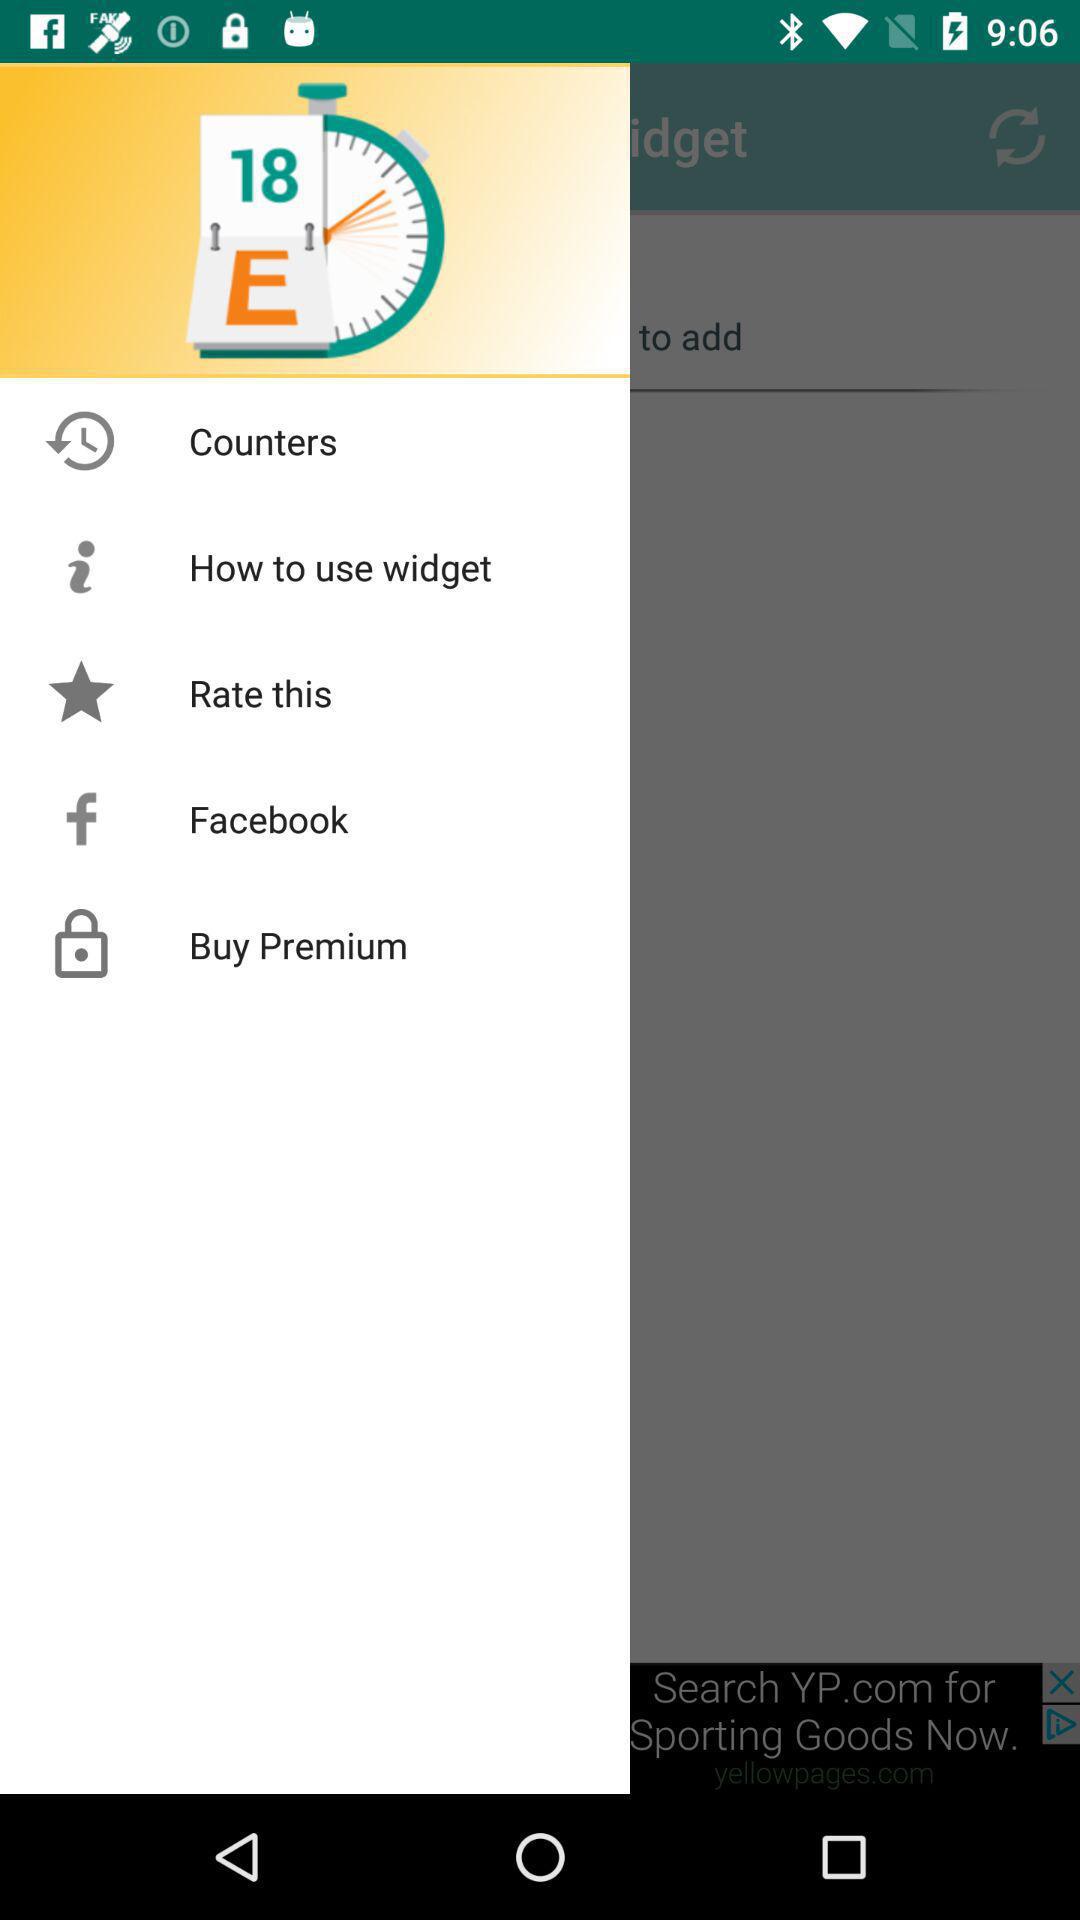 FAKE
9:06
18
E
idget
to add
Counters
How to use widget
Rate this
Facebook
Buy Premium
Search YP.com for
Sporting Goods Now.
yellowpages.com